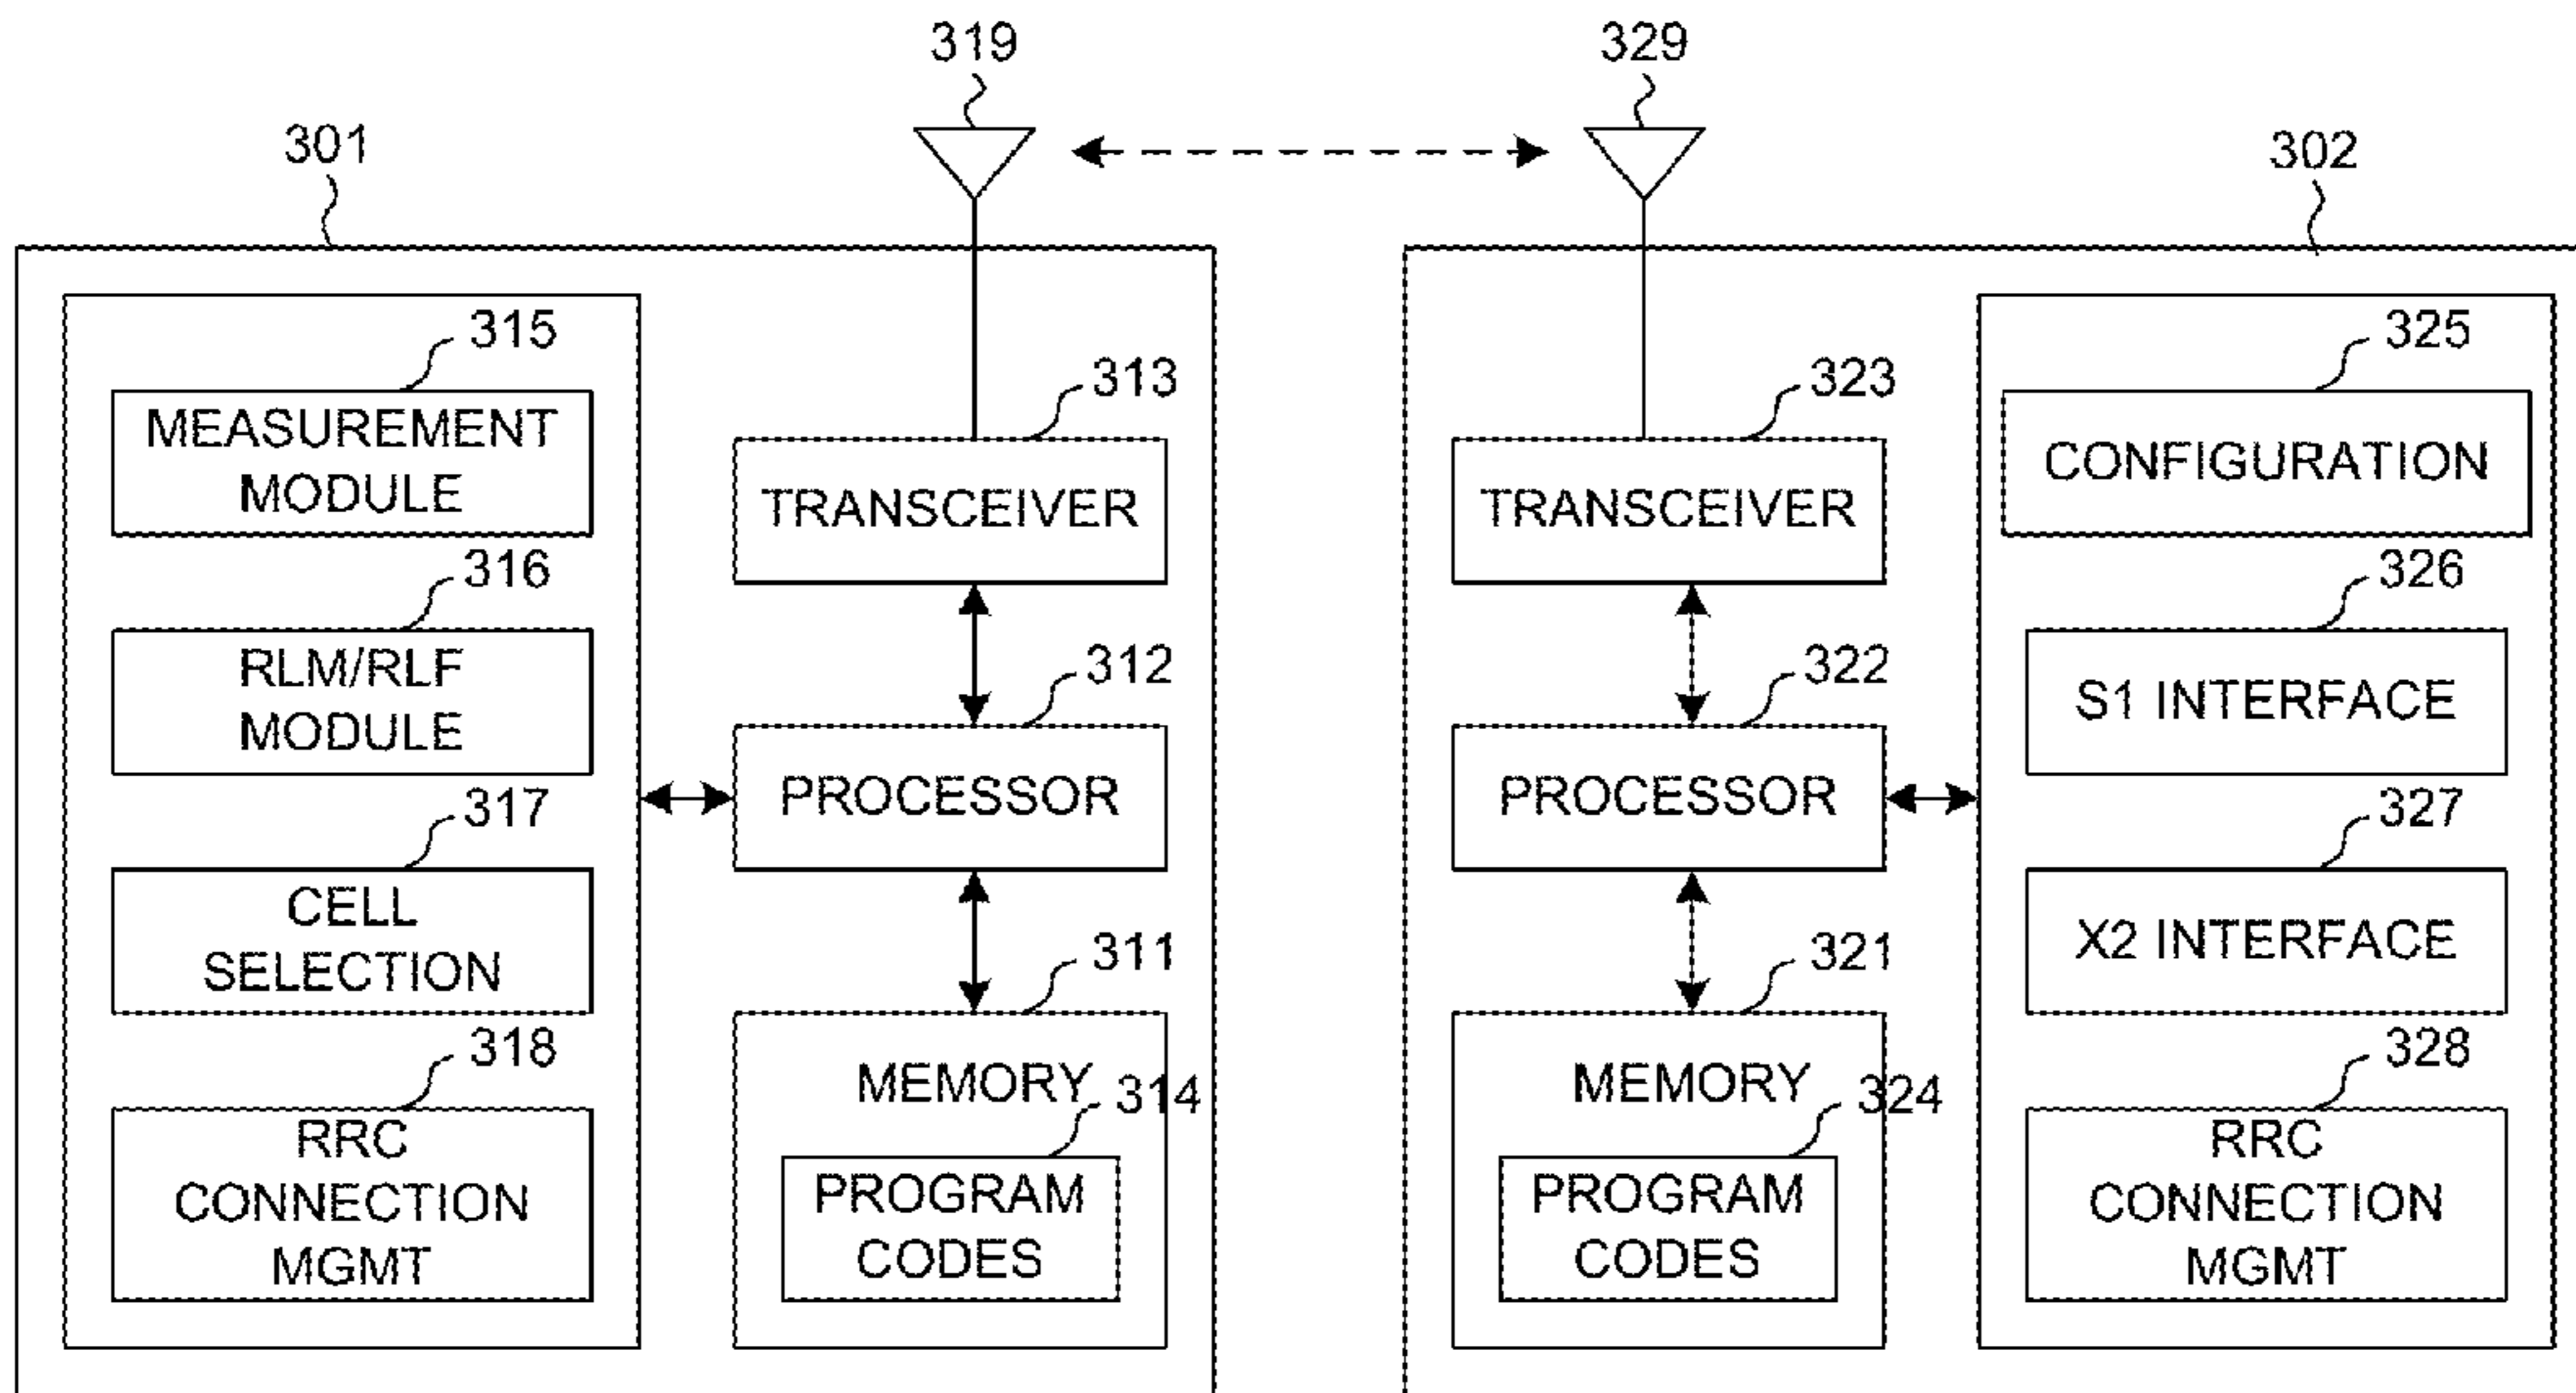 319
329
301
302
315
MEASUREMENT
MODULE
316
RLM/RLF
MODULE
317
CELL
SELECTION
318
RRC
CONNECTION
MGMT
313
TRANSCEIVER
312
PROCESSOR
311
MEMORY
314
PROGRAM
CODES
323
TRANSCEIVER
322
PROCESSOR
321
MEMORY
324
PROGRAM
CODES
325
CONFIGURATION
326
S1 INTERFACE
327
X2 INTERFACE
328
RRC
CONNECTION
MGMT